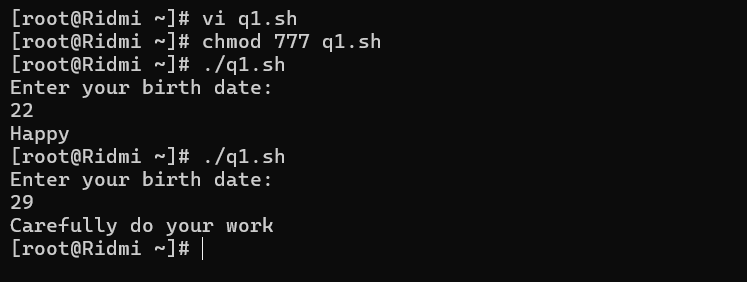 [root@Ridmi ~]# vi q1.sh
[root@Ridmi ~]# chmod 777 q1.sh
[root@Ridmi ~]# ./q1.sh
Enter your birth date:
22
Happy
[root@Ridmi ~]# ./q1.sh
Enter your birth date:
29
Carefully do your work
[root@Ridmi ~]#